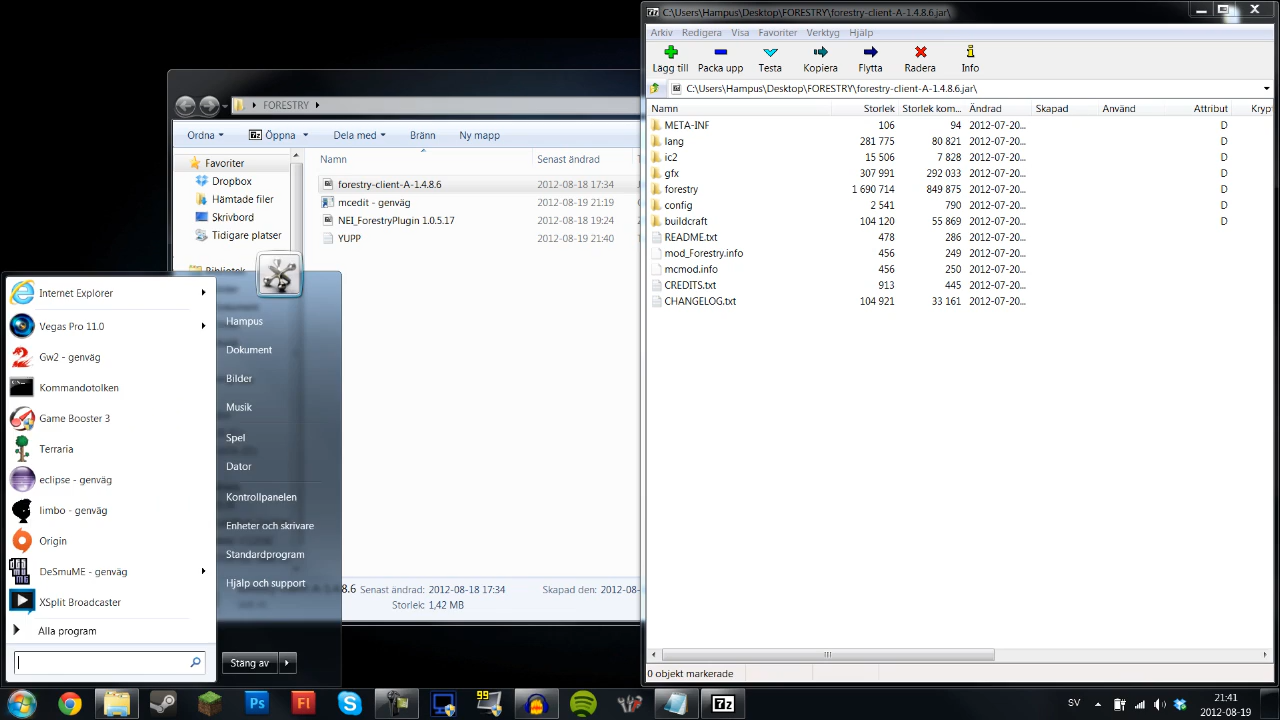 C:\Users\Hampus\Desktop\FORESTRY\forestry-client-A-1.4.8.6.jar\
Arkiv Redigera Visa Favoriter Verktyg Hjälp
Lägg till Packa upp Testa Kopiera Flytta Radera Info
C:\Users\Hampus\Desktop\FORESTRY\forestry-client-A-1.4.8.6.jar\
Namn Storlek Storlek kom... Ändrad Skapad Använd Attribut Krypt
META-INF 106 94 2012-07-20... D
lang 281 775 80 821 2012-07-20... D
ic2 15 506 7 828 2012-07-20... D
gfx 307 991 292 033 2012-07-20... D
forestry 1 690 714 849 875 2012-07-20... D
config 2 541 790 2012-07-20... D
buildcraft 104 120 55 869 2012-07-20... D
README.txt 478 286 2012-07-20...
mod_Forestry.info 456 249 2012-07-20...
mcmod.info 456 250 2012-07-20...
CREDITS.txt 913 445 2012-07-20...
CHANGELOG.txt 104 921 33 161 2012-07-20...
0 objekt markerade
FORESTRY
Ordna Öppna Dela med Bränn Ny mapp
Favoriter
Dropbox
Hämtade filer
Skrivbord
Tidigare platser
Bibliotek
Namn Senast ändrad
forestry-client-A-1.4.8.6 2012-08-18 17:34
mcedit - genväg 2012-08-19 21:19
NEI_ForestryPlugin 1.0.5.17 2012-08-18 19:24
YUPP 2012-08-19 21:40
Senast ändrad: 2012-08-18 17:34 Skapad den: 2012-08-
Storlek: 1,42 MB
Internet Explorer
Vegas Pro 11.0
Gw2 - genväg
Kommandotolken
Game Booster 3
Terraria
eclipse - genväg
limbo - genväg
Origin
DeSmuME - genväg
XSplit Broadcaster
Alla program
Hampus
Dokument
Bilder
Musik
Spel
Dator
Kontrollpanelen
Enheter och skrivare
Standardprogram
Hjälp och support
Stäng av
Ps Fl 99 7z
SV 21:41
2012-08-19